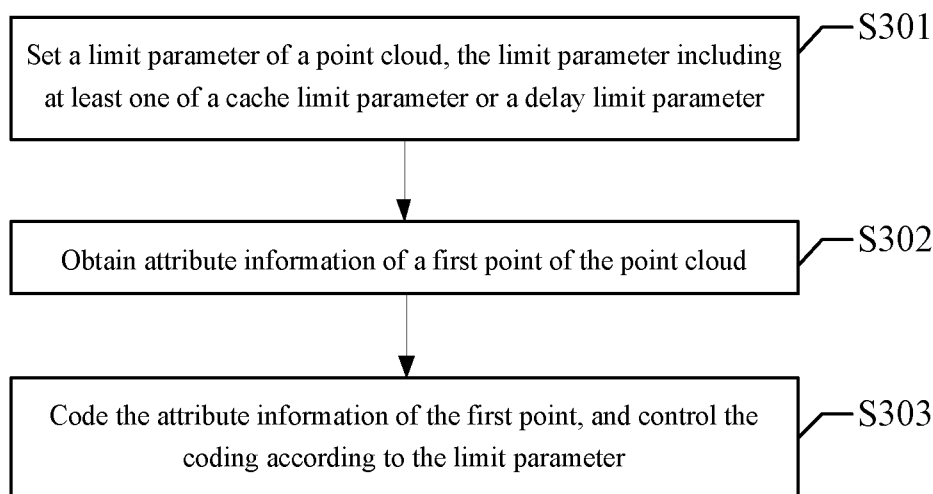 S301
Set a limit parameter of a point cloud, the limit parameter including
at least one of a cache limit parameter or a delay limit parameter
S302
Obtain attribute information of a first point of the point cloud
S303
Code the attribute information of the first point, and control the
coding according to the limit parameter